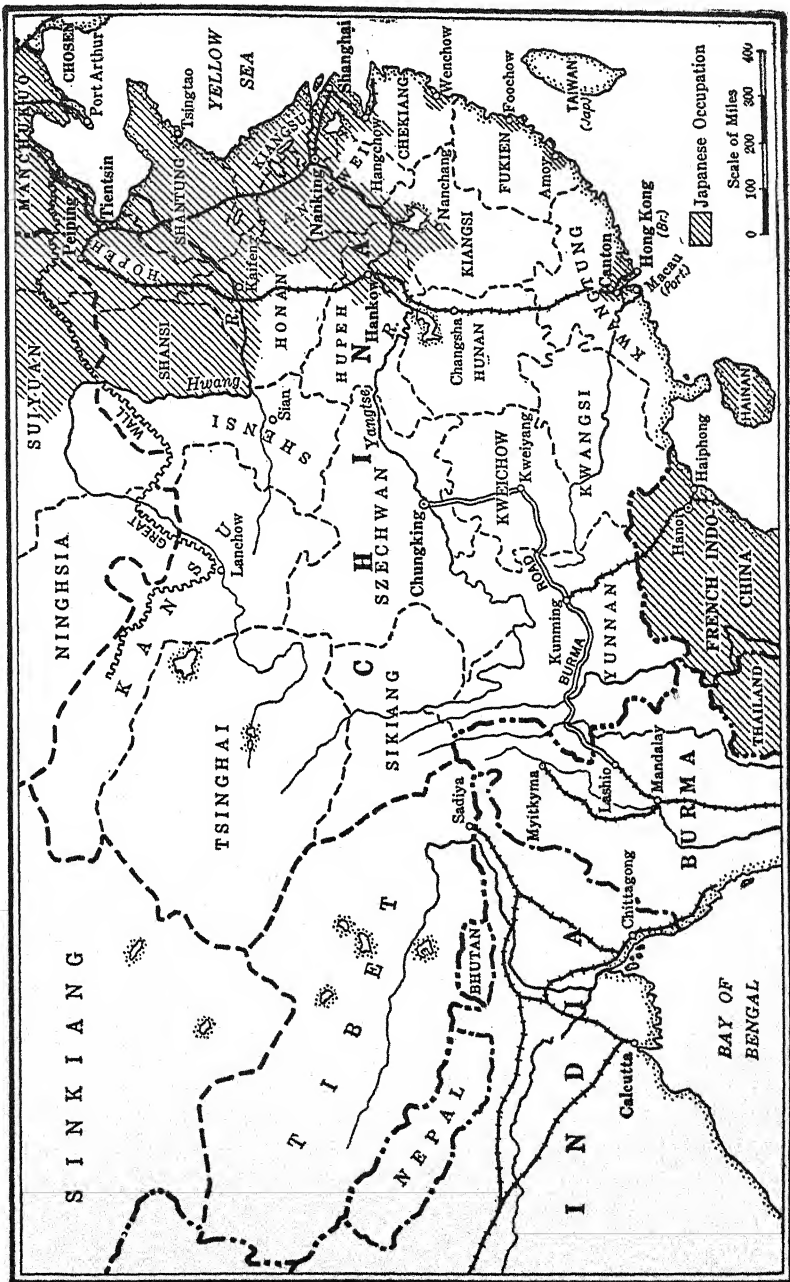 SINKIANG
NINGHSIA
SUIYUAN
MANCHUKUO
CHOSEN
Port Arthur
Peiping
Tientsin
HOPEH
GREAT
WALL
KANSU
SHANSI
SHANTUNG
Tsingtao
YELLOW
SEA
TSINGHAI
Lanchow
Hwang
R.
Kaifeng
KIANGSU
Sian
SHENSI
HONAN
ANHWEI
Nanking
Shanghai
TIBET
SIKIANG
CHINA
SZECHWAN
HUPEH
Hankow
Hangchow
CHEKIANG
Yangtse
R.
Chungking
Nanchang
Wenchow
Changsha
HUNAN
KIANGSI
FUKIEN
Foochow
Amoy
TAIWAN
(Jap.)
NEPAL
BHUTAN
Sadiya
KWEICHOW
Kweiyang
BURMA
ROAD
Kunming
YUNNAN
KWANGSI
KWANGTUNG
Canton
Hong Kong
(Br.)
Macau
(Port)
INDIA
Myitkyma
Lashio
Mandalay
BURMA
Chittagong
Calcutta
BAY OF
BENGAL
Hanoi
Haiphong
HAINAN
FRENCH INDO-
CHINA
THAILAND
Japanese Occupation
Scale of Miles
0 100 200 300 400